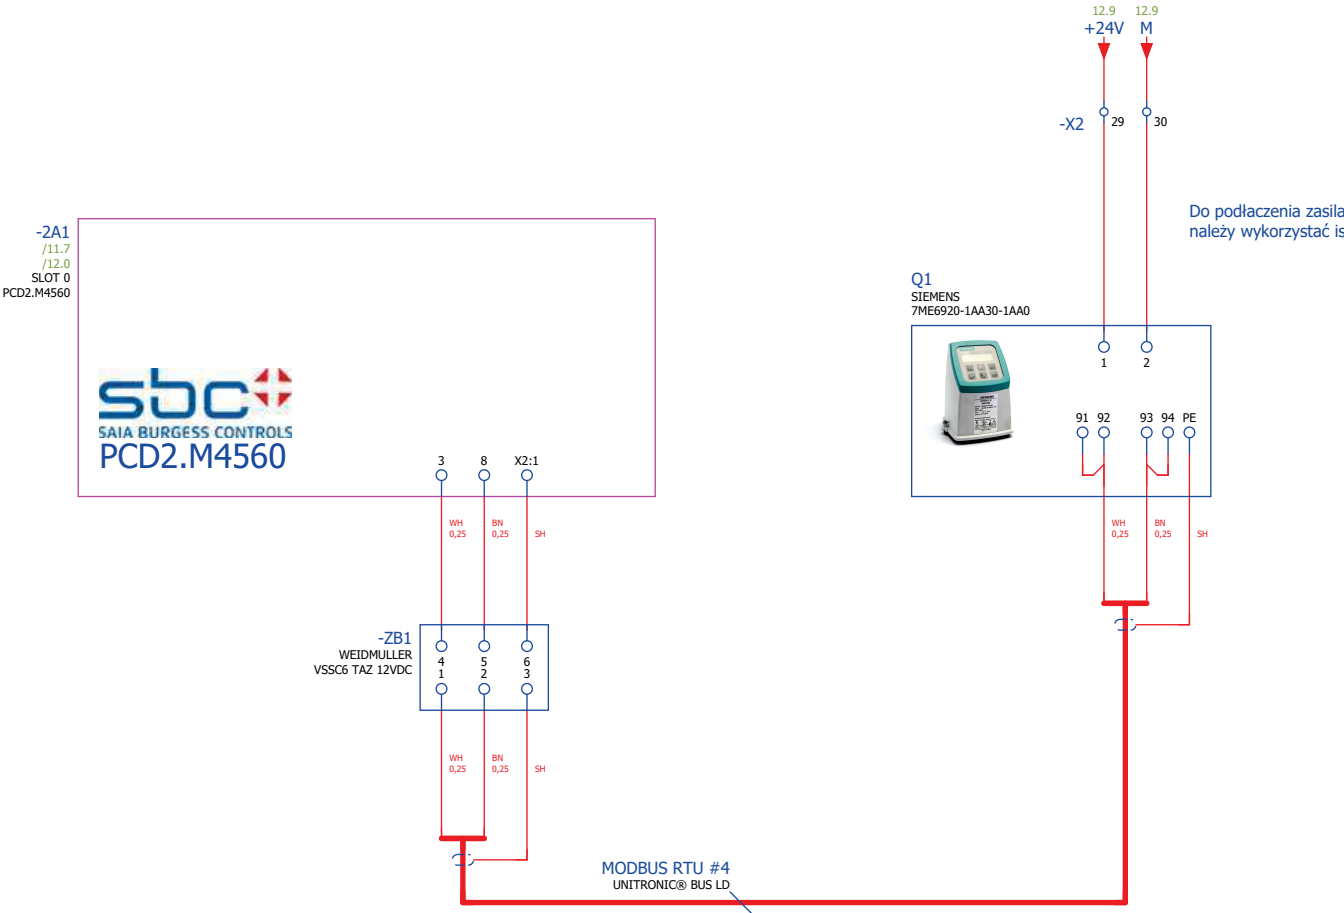 12.9 12.9
+24V M
-X2 29 30
Do podłaczenia zasila
należy wykorzystać is
-2A1
/11.7
/12.0
SLOT 0
PCD2.M4560
Q1
SIEMENS
7ME6920-1AA30-1AA0
1 2
91 92 93 94 PE
sbc
SAIA BURGESS CONTROLS
PCD2.M4560
3 8 X2:1
WH BN
0,25 0,25 SH
WH BN
0,25 0,25 SH
-ZB1
WEIDMULLER
VSSC6 TAZ 12VDC
4 5 6
1 2 3
WH BN
0,25 0,25 SH
MODBUS RTU #4
UNITRONIC® BUS LD